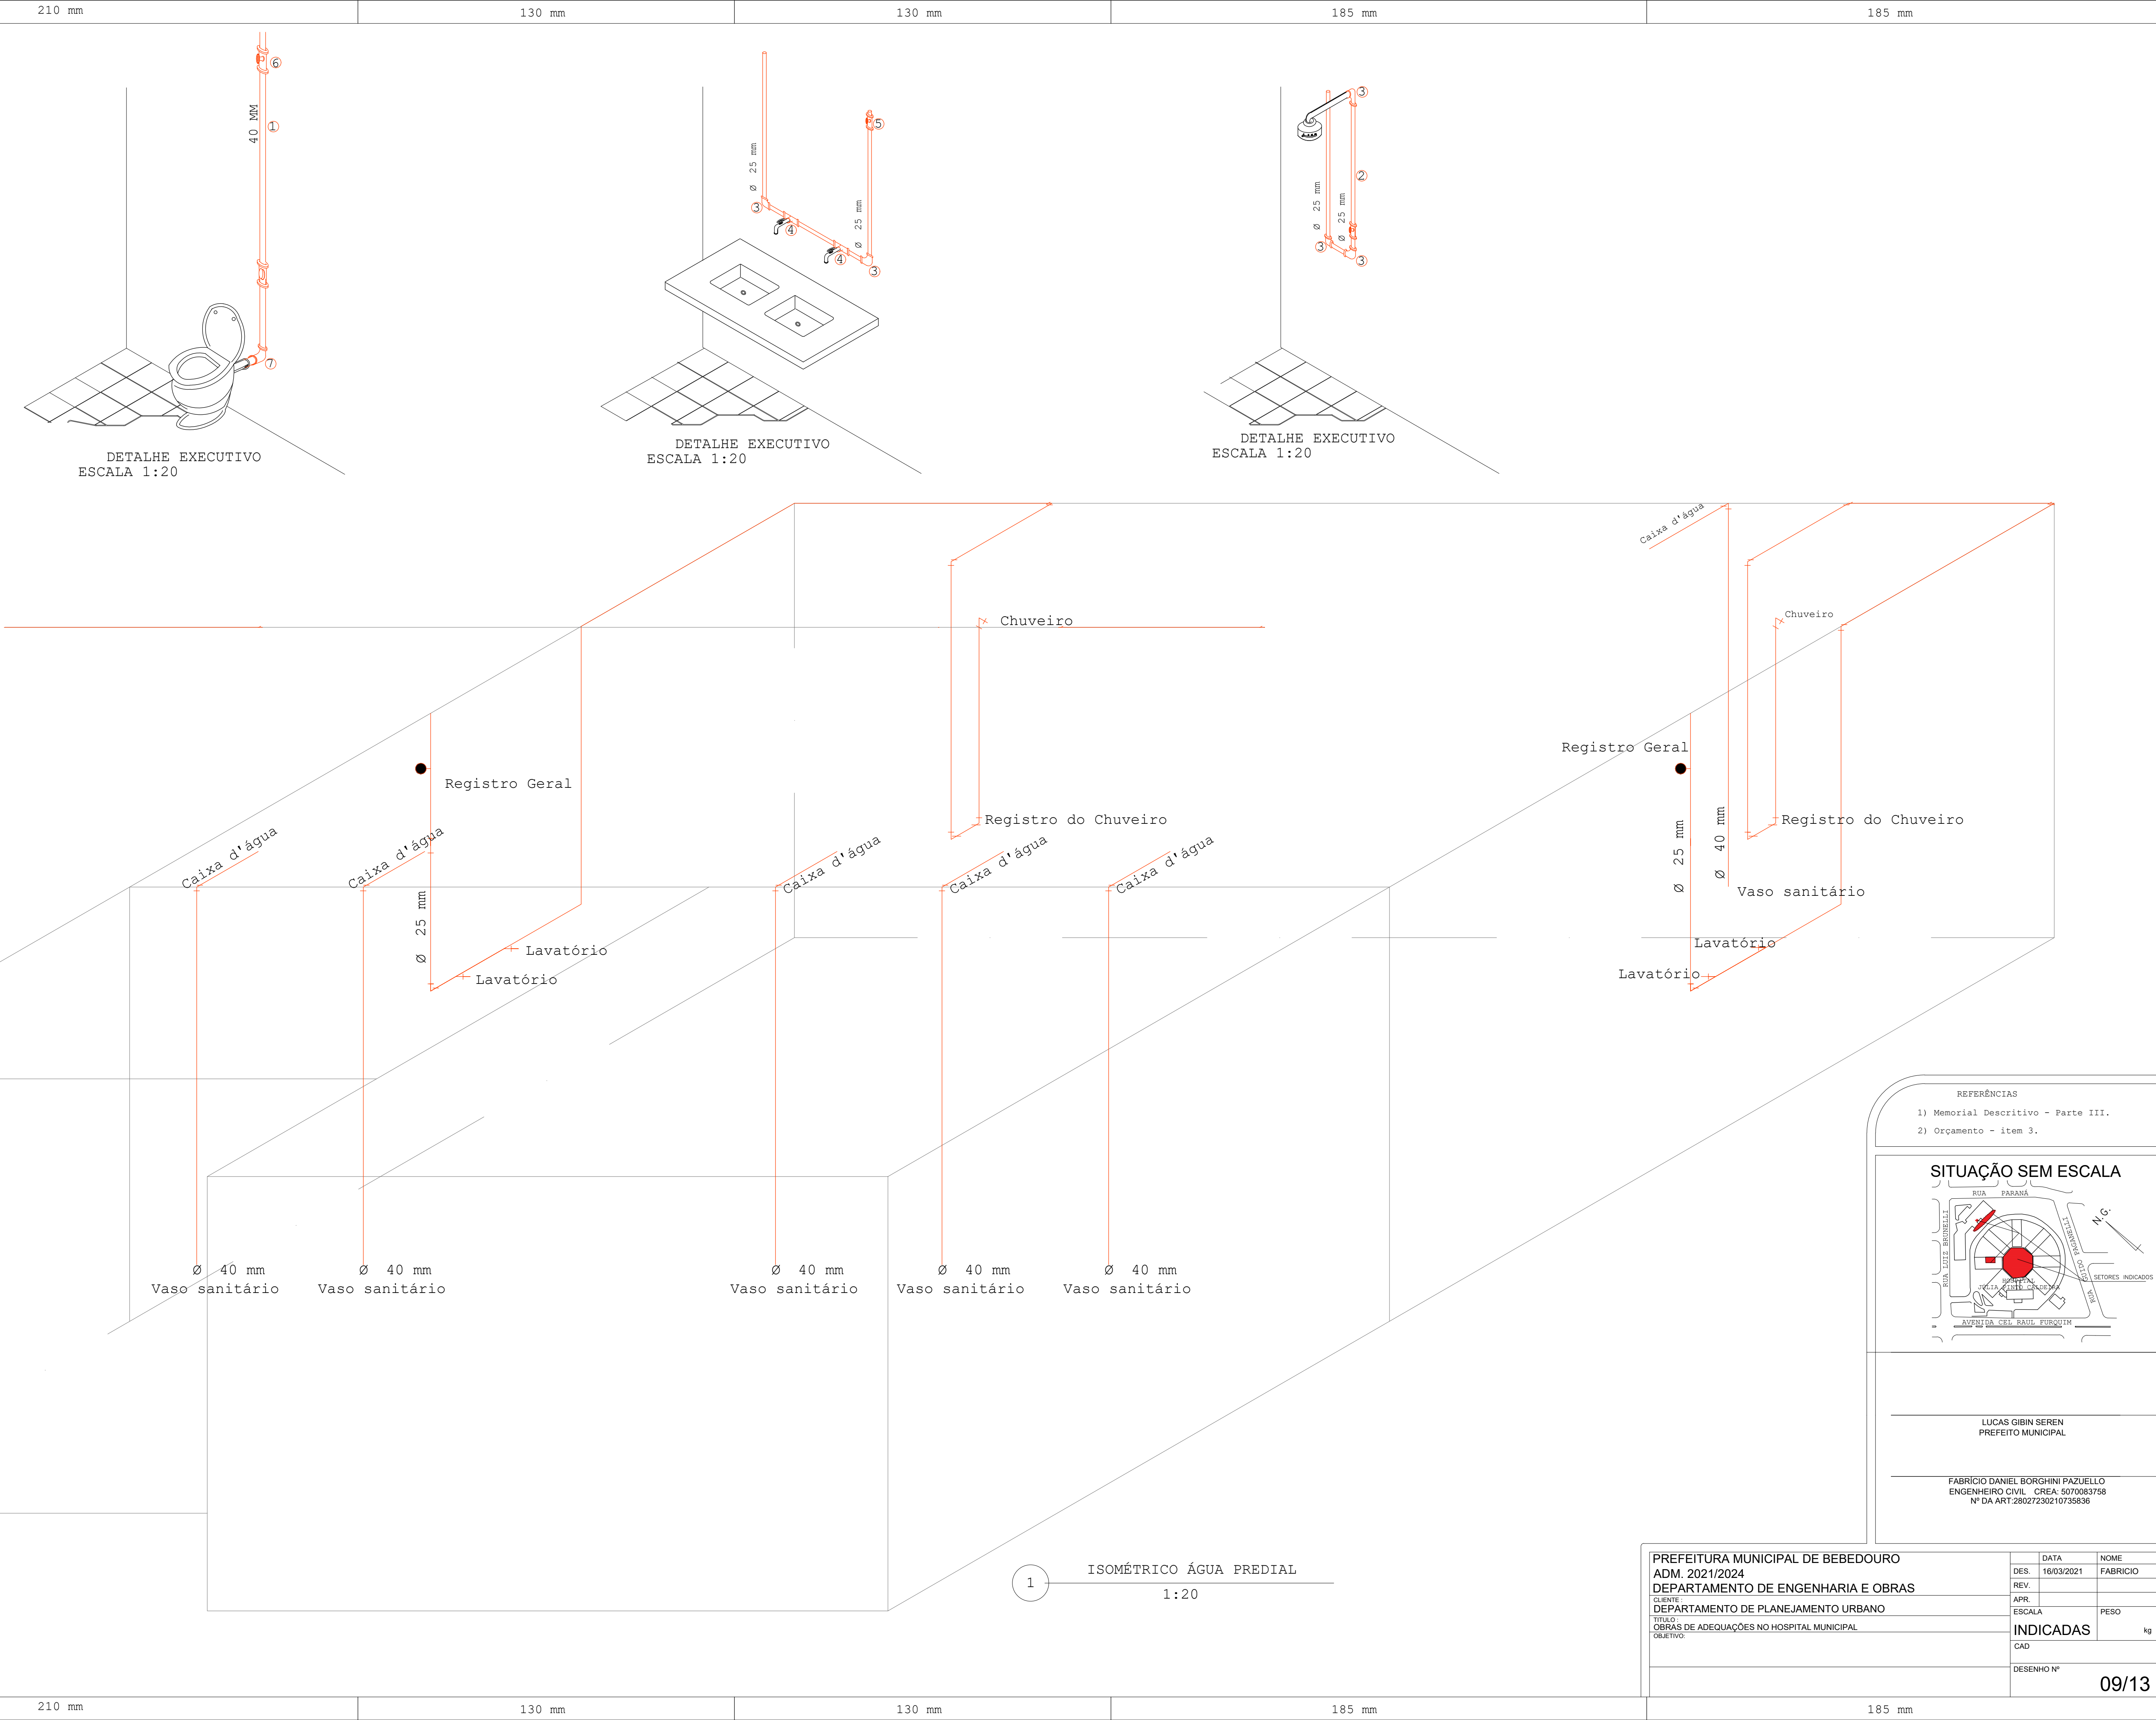 210 mm
130 mm
130 mm
185 mm
185 mm
6
40 MM
1
7
DETALHE EXECUTIVO
ESCALA 1:20
Ø 25 mm
5
3
4
Ø 25 mm
4
3
DETALHE EXECUTIVO
ESCALA 1:20
3
2
Ø 25 mm
Ø 25 mm
3
3
DETALHE EXECUTIVO
ESCALA 1:20
Caixa d'água
Chuveiro
Chuveiro
Registro Geral
Registro Geral
Registro do Chuveiro
Registro do Chuveiro
Caixa d'água
Caixa d'água
Caixa d'água
Caixa d'água
Caixa d'água
Ø 25 mm
Ø 25 mm
Ø 40 mm
Vaso sanitário
Lavatório
Lavatório
Lavatório
Lavatório
Ø 40 mm
Vaso sanitário
Ø 40 mm
Vaso sanitário
Ø 40 mm
Vaso sanitário
Ø 40 mm
Vaso sanitário
Ø 40 mm
Vaso sanitário
1
ISOMÉTRICO ÁGUA PREDIAL
1:20
REFERÊNCIAS
1) Memorial Descritivo - Parte III.
2) Orçamento - item 3.
SITUAÇÃO SEM ESCALA
RUA PARANÁ
RUA LUIZ BRUNELLI
RUA GUIDO PAGANELLI
N.G.
SETORES INDICADOS
HOSPITAL
JÚLIA PINTO CALDEIRA
AVENIDA CEL RAUL FURQUIM
LUCAS GIBIN SEREN
PREFEITO MUNICIPAL
FABRÍCIO DANIEL BORGHINI PAZUELLO
ENGENHEIRO CIVIL CREA: 5070083758
Nº DA ART:28027230210735836
PREFEITURA MUNICIPAL DE BEBEDOURO
ADM. 2021/2024
DEPARTAMENTO DE ENGENHARIA E OBRAS
CLIENTE :
DEPARTAMENTO DE PLANEJAMENTO URBANO
TITULO :
OBRAS DE ADEQUAÇÕES NO HOSPITAL MUNICIPAL
OBJETIVO:
DATA NOME
DES. 16/03/2021 FABRICIO
REV.
APR.
ESCALA PESO
INDICADAS kg
CAD
DESENHO Nº
09/13
210 mm
130 mm
130 mm
185 mm
185 mm